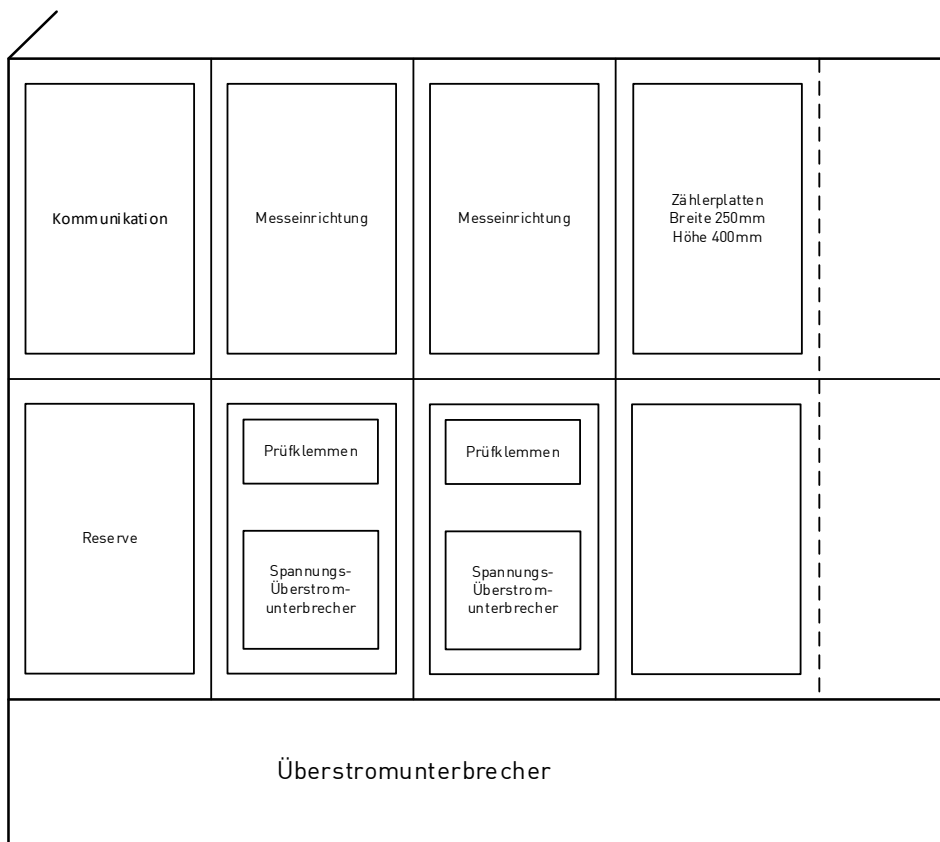 Kommunikation
Messeinrichtung
Messeinrichtung
Zählerplatten
Breite 250mm
Höhe 400mm
Reserve
Prüfklemmen
Spannungs-
Überstrom-
unterbrecher
Prüfklemmen
Spannungs-
Überstrom-
unterbrecher
Überstromunterbrecher